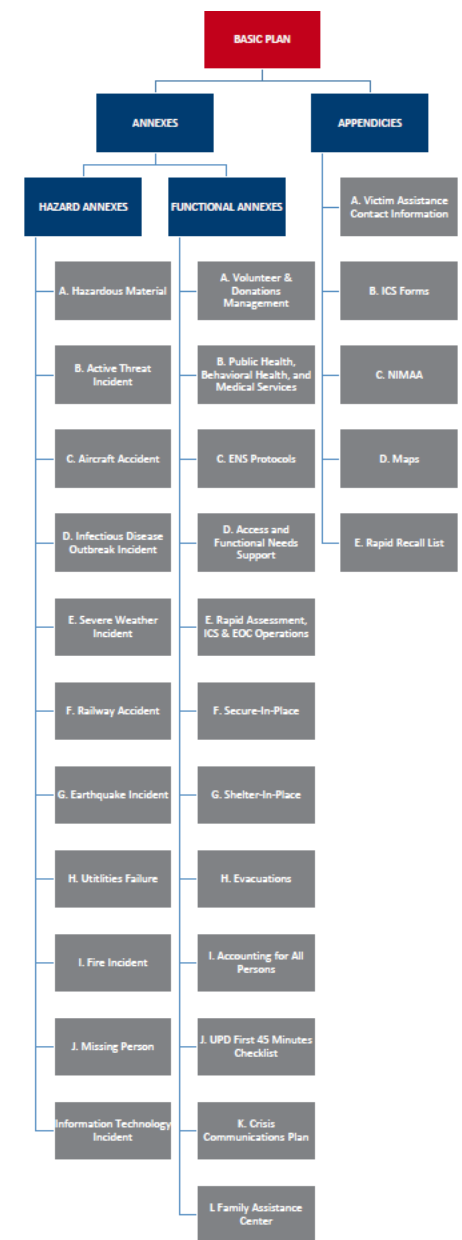 BASIC PLAN
ANNEXES
APPENDICIES
HAZARD ANNEXES
FUNCTIONAL ANNEXES
A. Hazardous Material
B. Active Threat
Incident
C. Aircraft Accident
D. Infectious Disease
Outbreak Incident
E. Severe Weather
Incident
F. Railway Accident
G. Earthquake Incident
H. Utitlities Failure
I. Fire Incident
J. Missing Person
Information Technology
Incident
A. Volunteer &
Donations
Management
B. Public Health,
Behavioral Health, and
Medical Services
C. ENS Protocols
D. Access and
Functional Needs
Support
E. Rapid Assessment,
ICS & EOC Operations
F. Secure-In-Place
G. Shelter-In-Place
H. Evacuations
I. Accounting for All
Persons
J. UPD First 45 Minutes
Checklist
K. Crisis
Communications Plan
L Family Assistance
Center
A. Victim Assistance
Contact Information
B. ICS Forms
C. NIMAA
D. Maps
E. Rapid Recall List